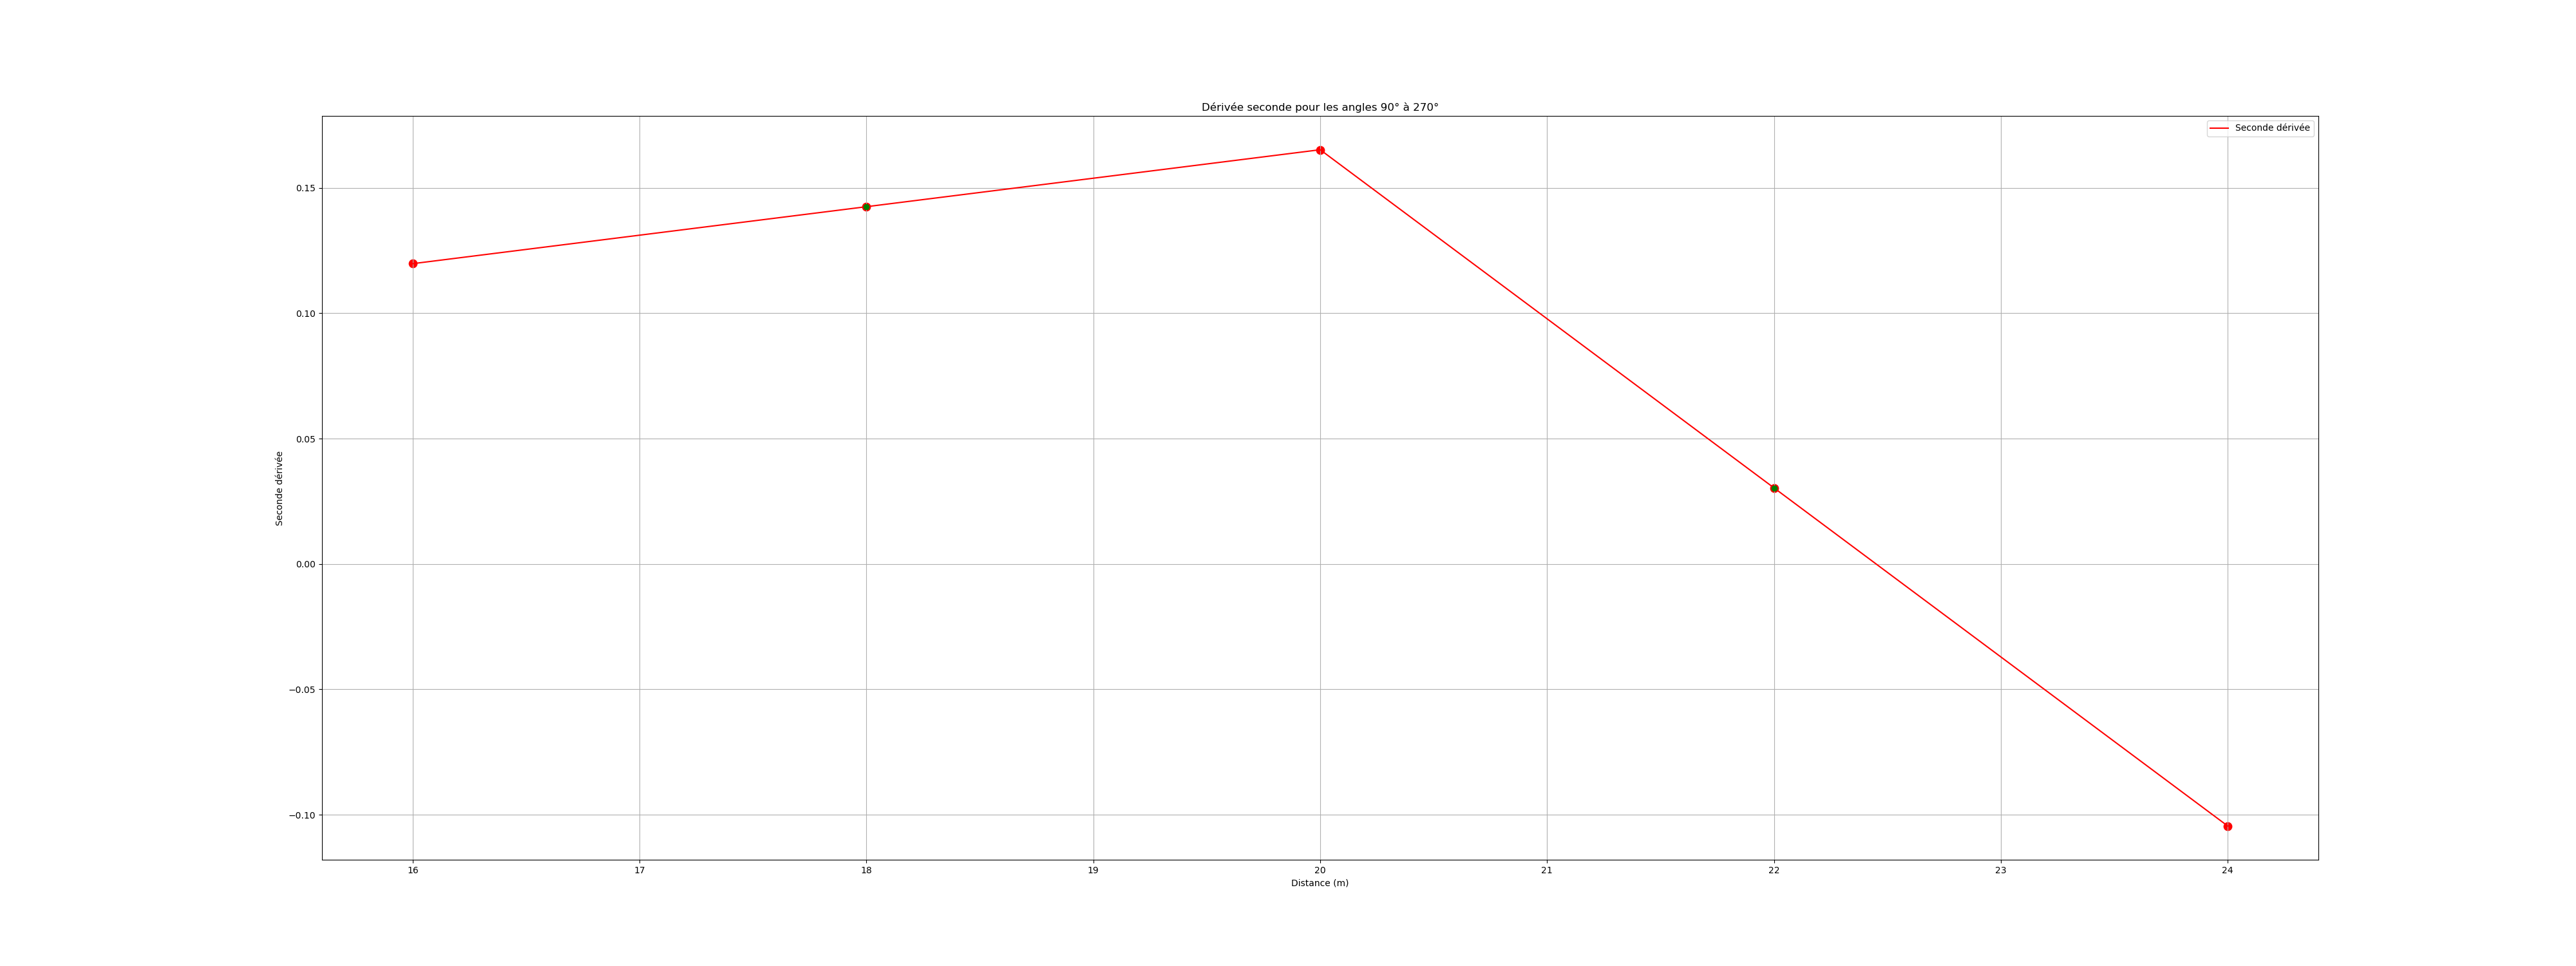 Dérivée seconde pour les angles 90° à 270°
Seconde dérivée
0.15
0.10
0.05
0.00
−0.05
−0.10
Seconde dérivée
16 17 18 19 20 21 22 23 24
Distance (m)